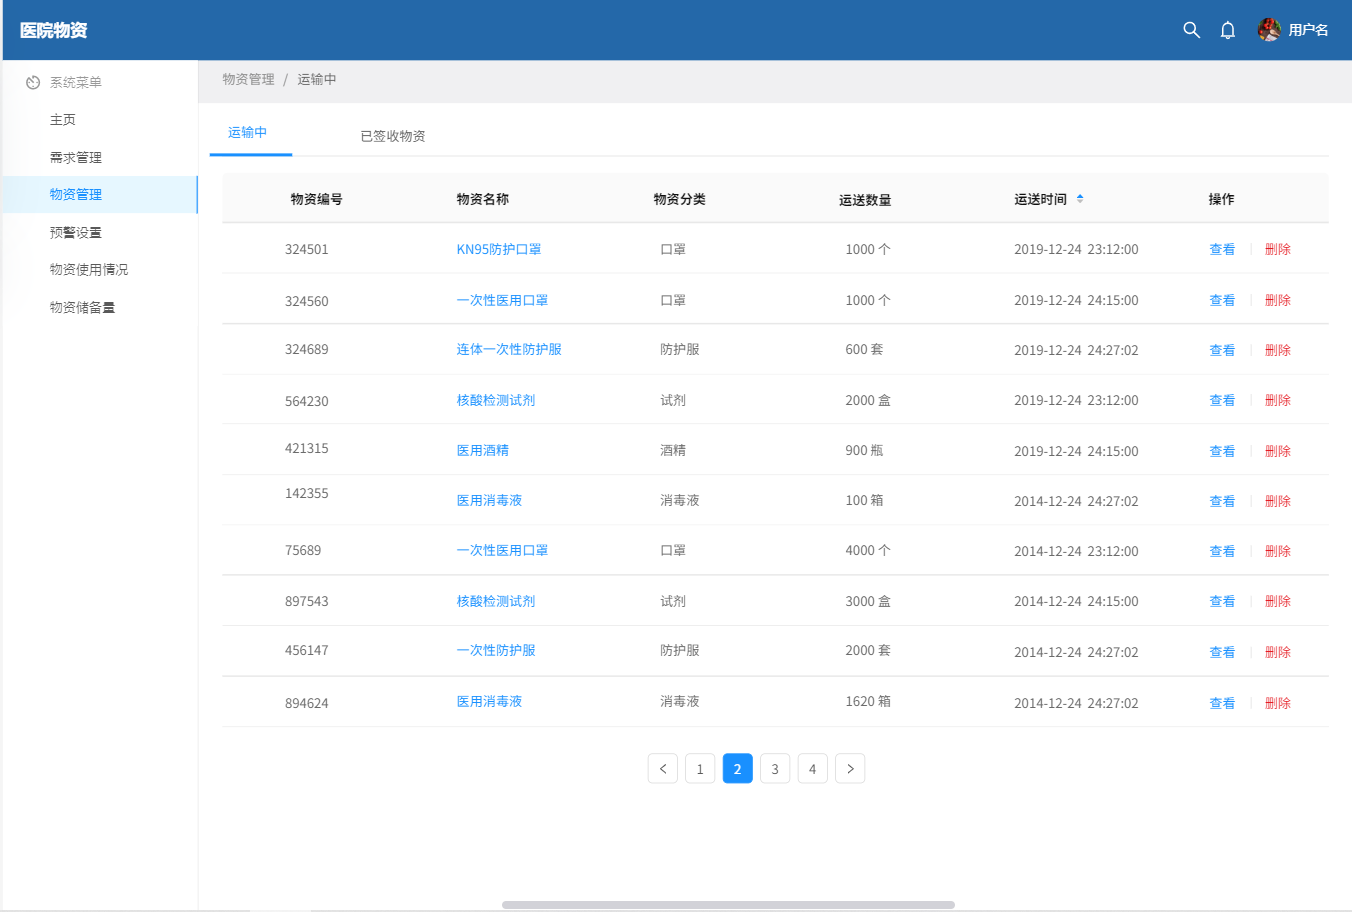 医院物资
用户名
系统菜单
主页
需求管理
物资管理
预警设置
物资使用情况
物资储备量
物资管理 / 运输中
运输中 已签收物资
物资编号 物资名称 物资分类 运送数量 运送时间 操作
324501 KN95防护口罩 口罩 1000 个 2019-12-24 23:12:00 查看 删除
324560 一次性医用口罩 口罩 1000 个 2019-12-24 24:15:00 查看 删除
324689 连体一次性防护服 防护服 600 套 2019-12-24 24:27:02 查看 删除
564230 核酸检测试剂 试剂 2000 盒 2019-12-24 23:12:00 查看 删除
421315 医用酒精 酒精 900 瓶 2019-12-24 24:15:00 查看 删除
142355 医用消毒液 消毒液 100 箱 2014-12-24 24:27:02 查看 删除
75689 一次性医用口罩 口罩 4000 个 2014-12-24 23:12:00 查看 删除
897543 核酸检测试剂 试剂 3000 盒 2014-12-24 24:15:00 查看 删除
456147 一次性防护服 防护服 2000 套 2014-12-24 24:27:02 查看 删除
894624 医用消毒液 消毒液 1620 箱 2014-12-24 24:27:02 查看 删除
< 1 2 3 4 >